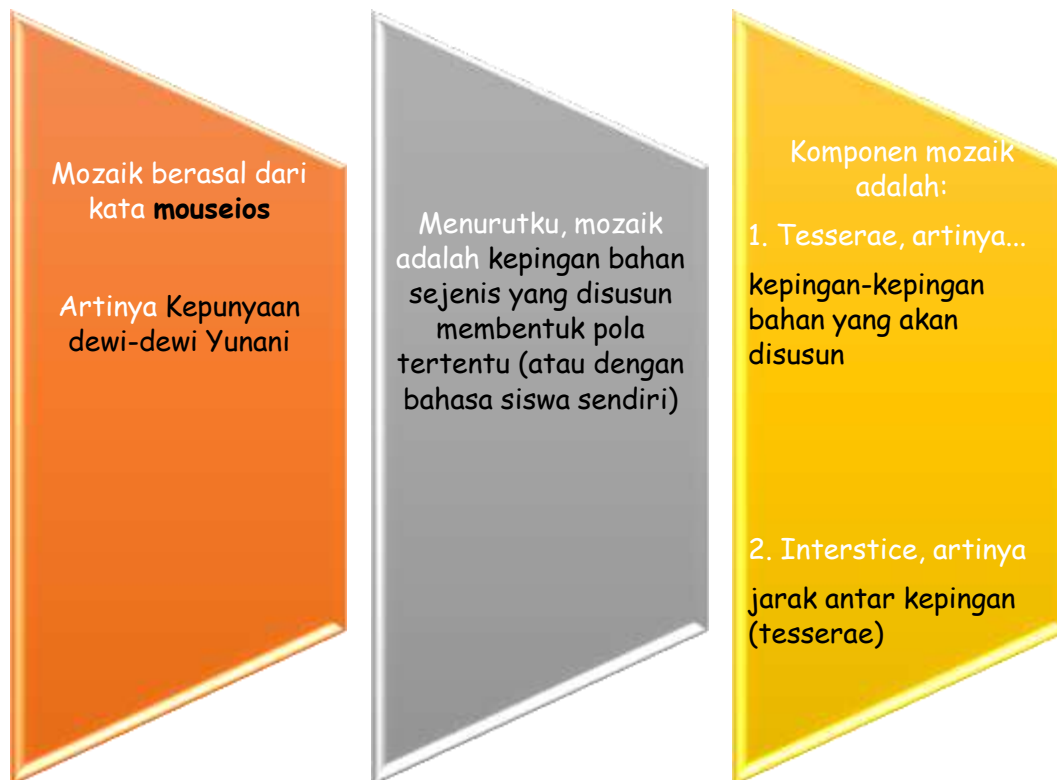 Mozaik berasal dari
kata mouseios
Artinya Kepunyaan
dewi-dewi Yunani
Menurutku, mozaik
adalah kepingan bahan
sejenis yang disusun
membentuk pola
tertentu (atau dengan
bahasa siswa sendiri)
Komponen mozaik
adalah:
1. Tesserae, artinya...
kepingan-kepingan
bahan yang akan
disusun
2. Interstice, artinya
jarak antar kepingan
(tesserae)